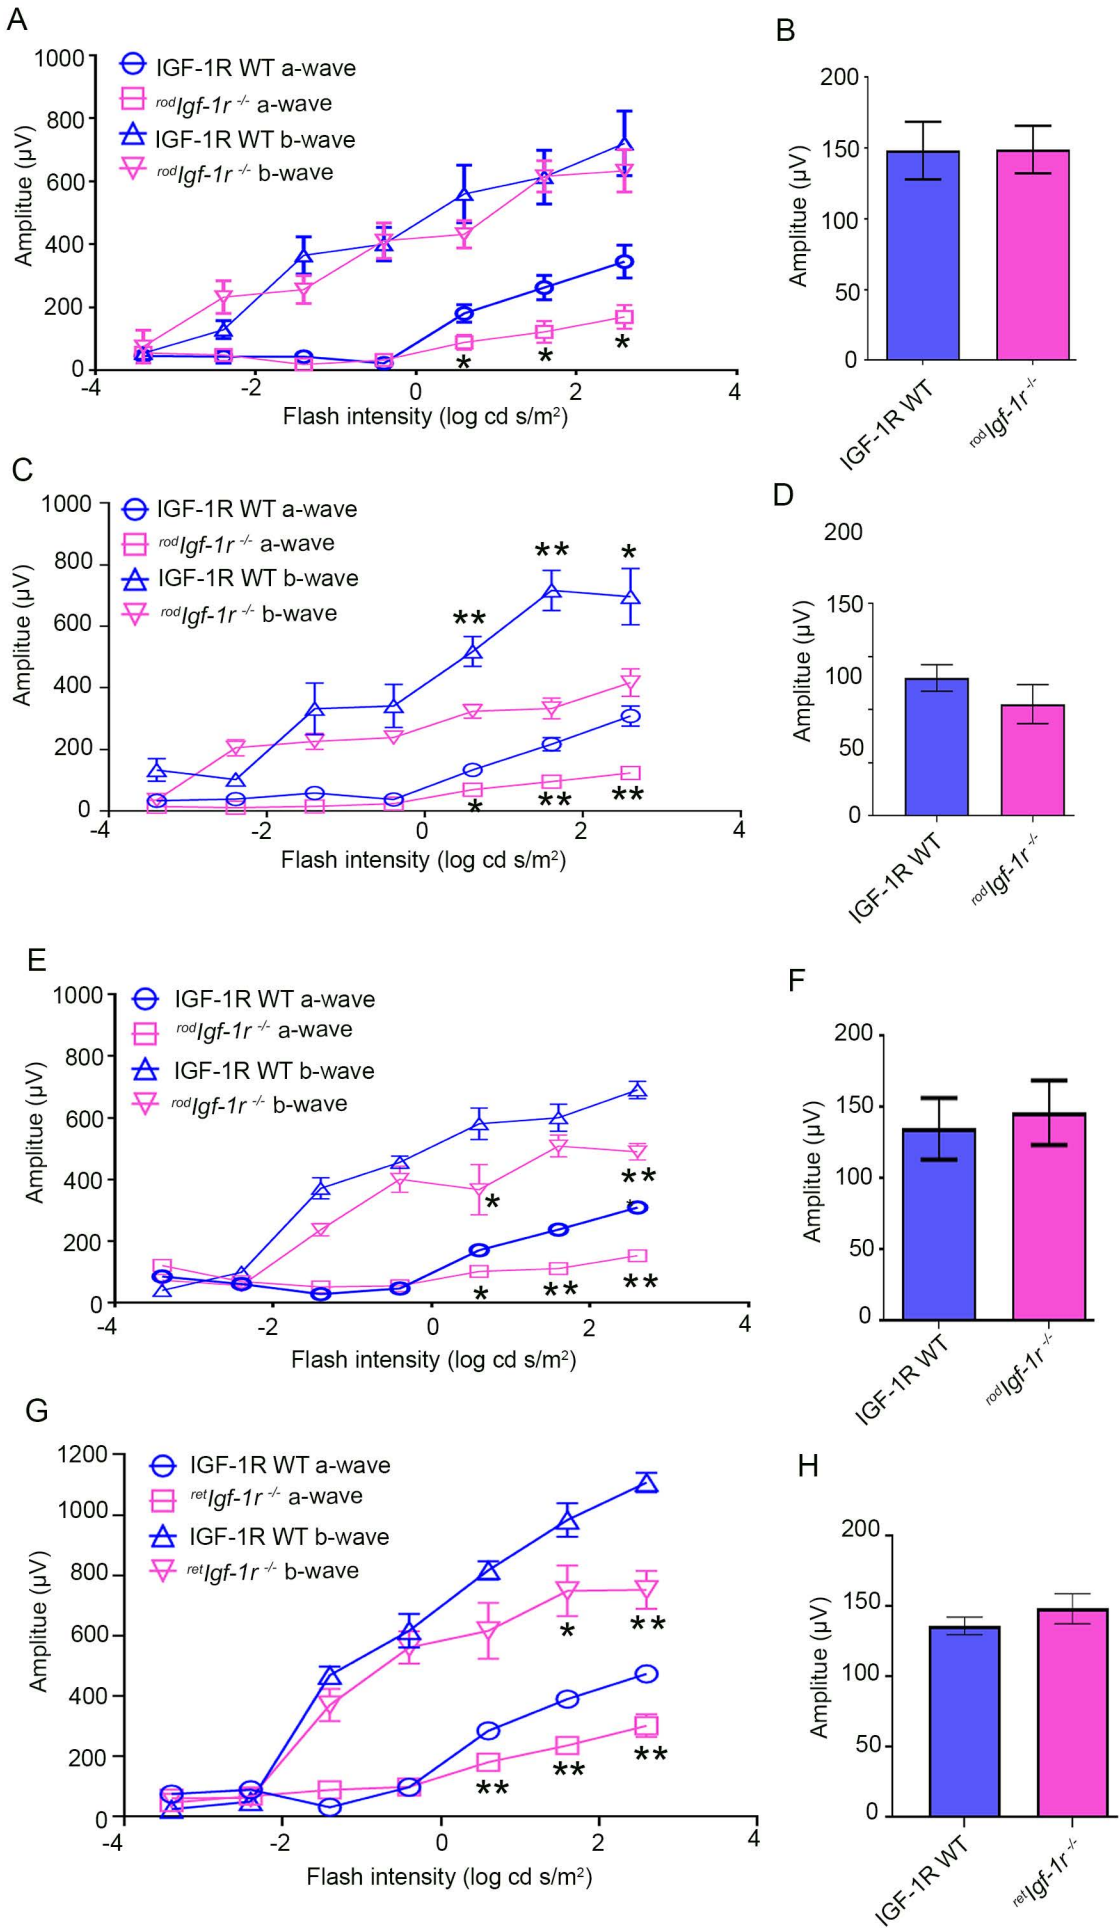 A
1000
800
600
400
200
0
-4
-2
0
2
4
Amplitue (µV)
Flash intensity (log cd s/m²)
IGF-1R WT a-wave
rodIgf-1r -/- a-wave
IGF-1R WT b-wave
rodIgf-1r -/- b-wave
*
*
*
B
200
150
100
50
0
Amplitue (µV)
IGF-1R WT
rodIgf-1r -/-
C
1000
800
600
400
200
0
-4
-2
0
2
4
Amplitue (µV)
Flash intensity (log cd s/m²)
IGF-1R WT a-wave
rodIgf-1r -/- a-wave
IGF-1R WT b-wave
rodIgf-1r -/- b-wave
**
**
*
*
**
**
D
200
150
100
50
0
Amplitue (µV)
IGF-1R WT
rodIgf-1r -/-
E
1000
800
600
400
200
0
-4
-2
0
2
4
Amplitue (µV)
Flash intensity (log cd s/m²)
IGF-1R WT a-wave
rodIgf-1r -/- a-wave
IGF-1R WT b-wave
rodIgf-1r -/- b-wave
*
**
*
**
**
F
200
150
100
50
0
Amplitue (µV)
IGF-1R WT
rodIgf-1r -/-
G
1200
1000
800
600
400
200
0
-4
-2
0
2
4
Amplitue (µV)
Flash intensity (log cd s/m²)
IGF-1R WT a-wave
retIgf-1r -/- a-wave
IGF-1R WT b-wave
retIgf-1r -/- b-wave
*
**
**
**
**
H
200
150
100
50
0
Amplitue (µV)
IGF-1R WT
retIgf-1r -/-